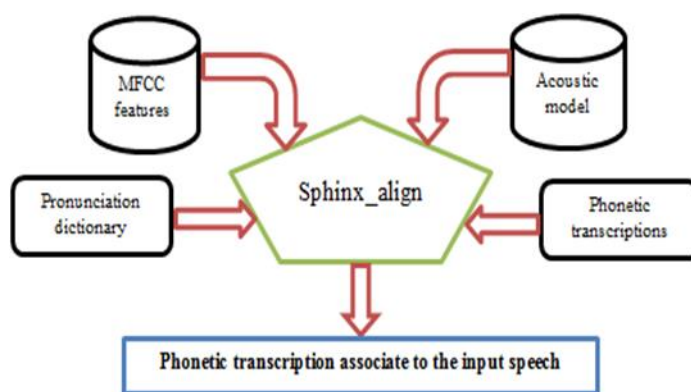 MFCC
features
Acoustic
model
Sphinx_align
Pronunciation
dictionary
Phonetic
transcriptions
Phonetic transcription associate to the input speech